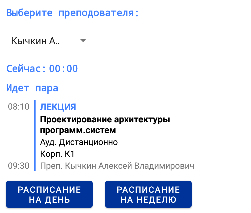 Выберите преподователя:
Кычкин А..
Сейчас: 00:00
Идет пара
08:10 ЛЕКЦИЯ
Проектирование архитектуры
программ.систем
Ауд. Дистанционно
Корп. К1
09:30 Преп. Кычкин Алексей Владимирович
РАСПИСАНИЕ
НА ДЕНЬ
РАСПИСАНИЕ
НА НЕДЕЛЮ